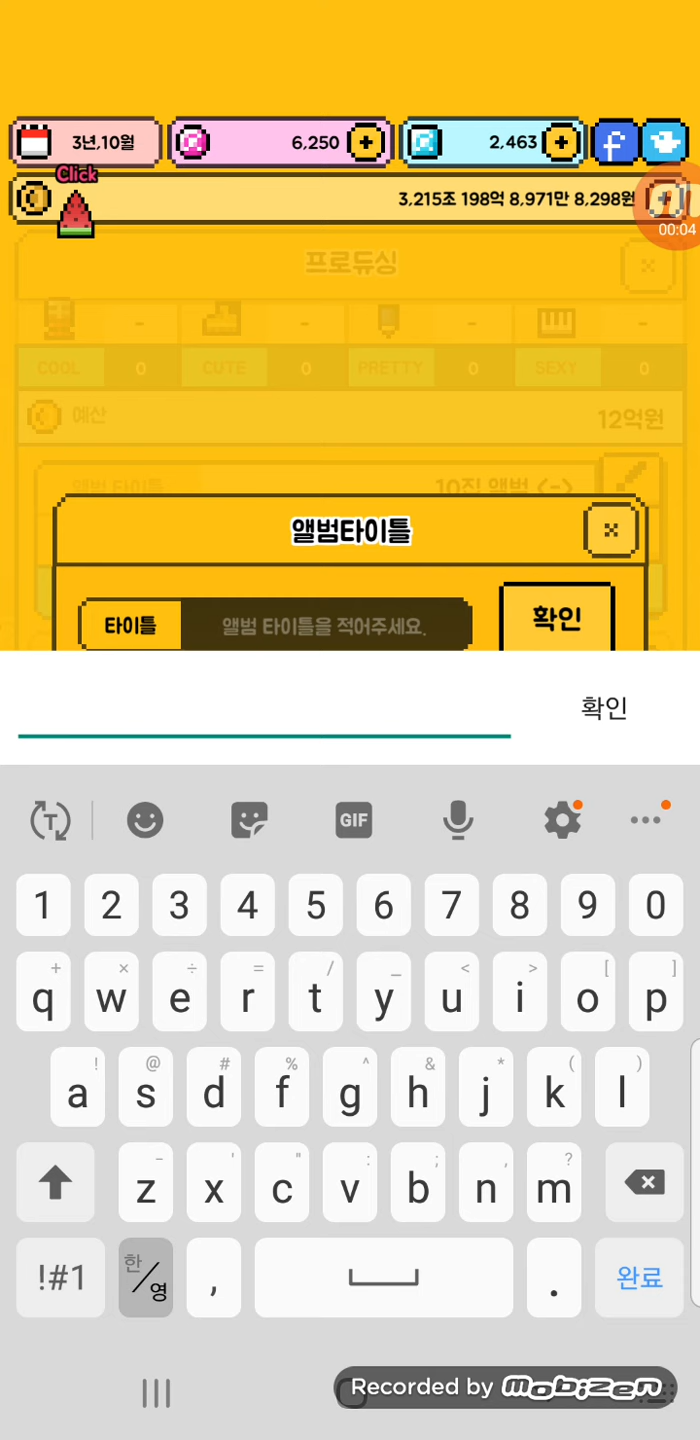 3년,10월 6,250 2,463
Click
3,215조 198억 8,971만 8,298원
00:04
프로듀싱
- - - -
COOL 0 CUTE 0 PRETTY 0 SEXY 0
예산 12억원
앨범 타이틀 10진 앨범 <->
앨범타이틀
타이틀 앨범 타이틀을 적어주세요. 확인
확인
GIF
1 2 3 4 5 6 7 8 9 0
+ × ÷ = / _ < > [ ]
q w e r t y u i o p
! @ # % ^ & * ( )
a s d f g h j k l
- ' " : ; , ?
z x c v b n m
!#1 한/영 , . 완료
Recorded by mobizen